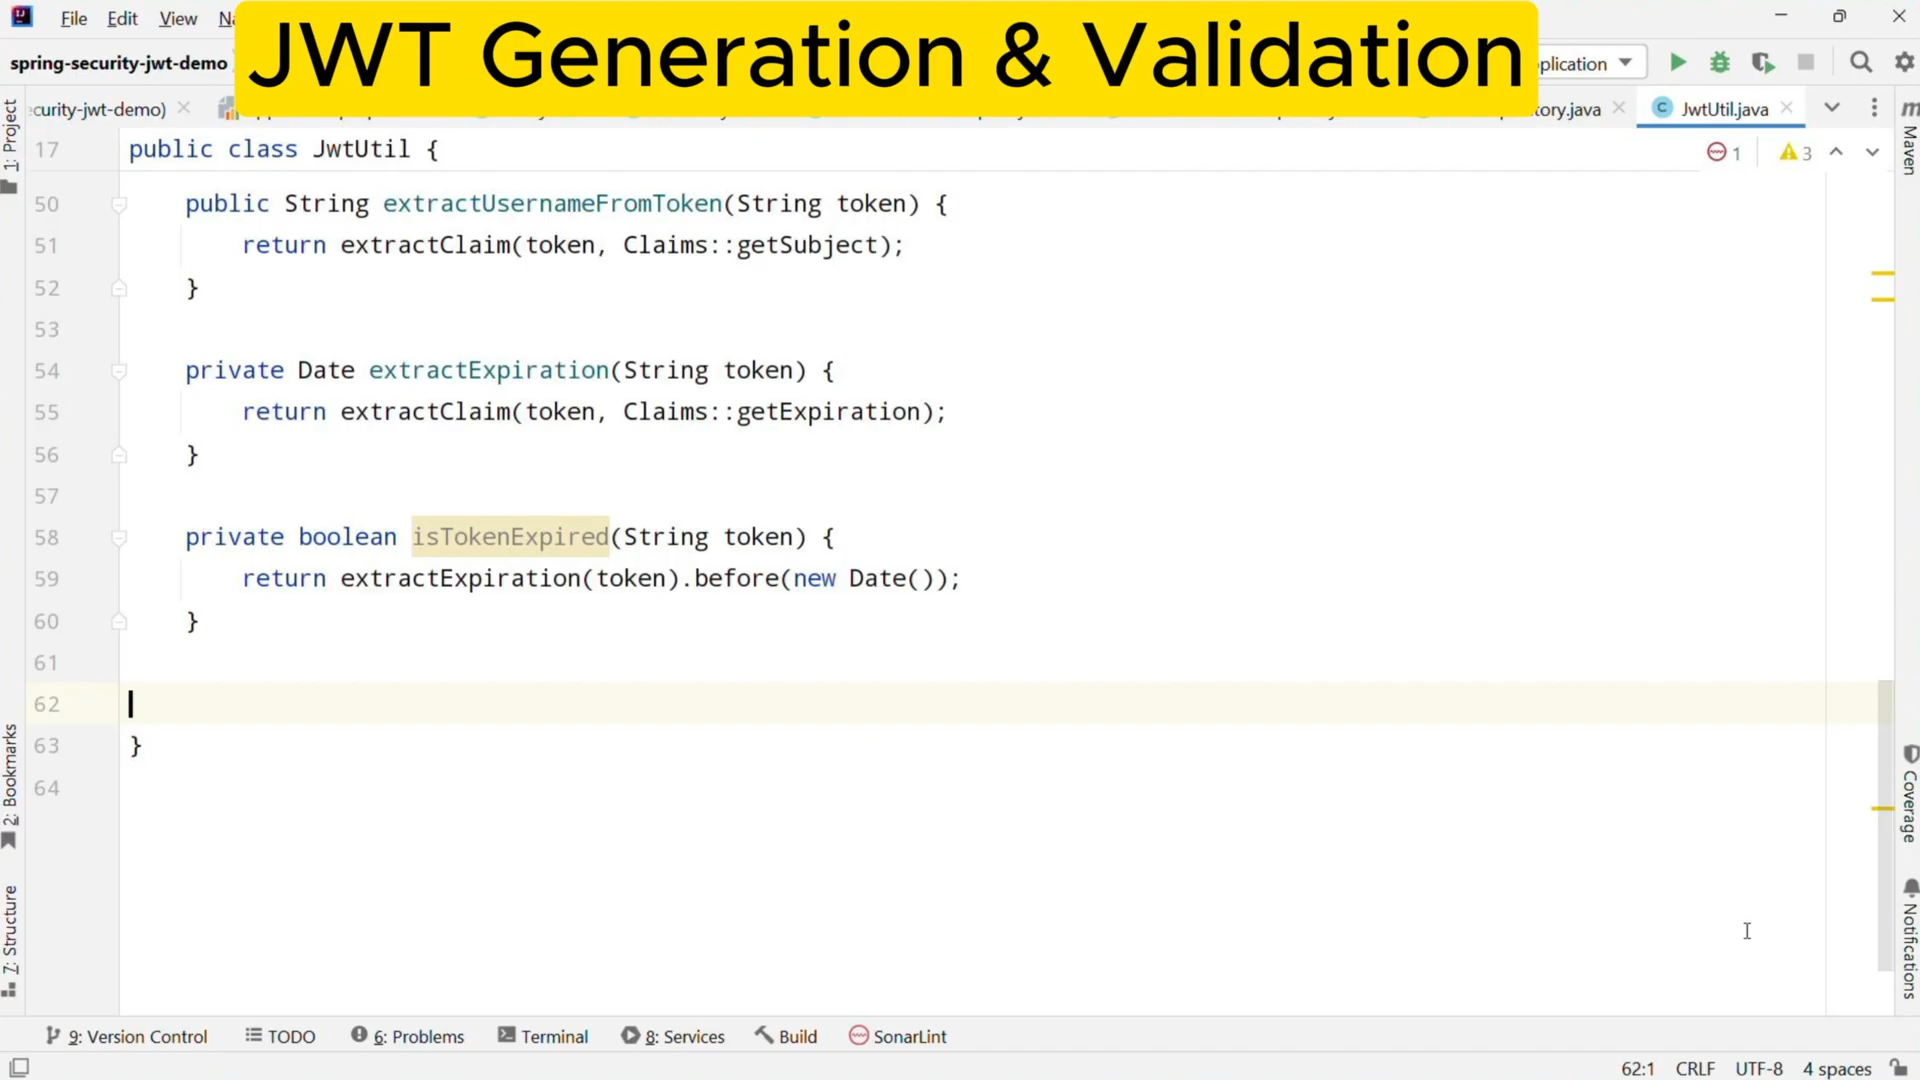 File Edit View
JWT Generation & Validation
spring-security-jwt-demo
plication
curity-jwt-demo)
ory.java
JwtUtil.java
1: Project
Maven
17 public class JwtUtil {
1 3
50 public String extractUsernameFromToken(String token) {
51 return extractClaim(token, Claims::getSubject);
52 }
53
54 private Date extractExpiration(String token) {
55 return extractClaim(token, Claims::getExpiration);
56 }
57
58 private boolean isTokenExpired(String token) {
59 return extractExpiration(token).before(new Date());
60 }
61
62
63 }
64
2: Bookmarks
7: Structure
Coverage
Notifications
9: Version Control TODO 6: Problems Terminal 8: Services Build SonarLint
62:1 CRLF UTF-8 4 spaces